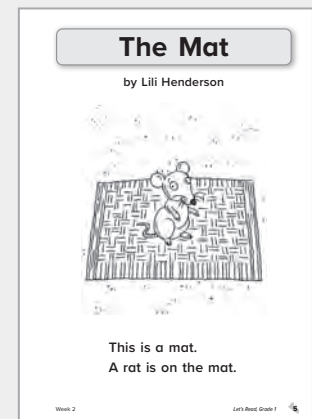 The Mat
by Lili Henderson
This is a mat.
A rat is on the mat.
Week 2
Let's Read, Grade 1
5